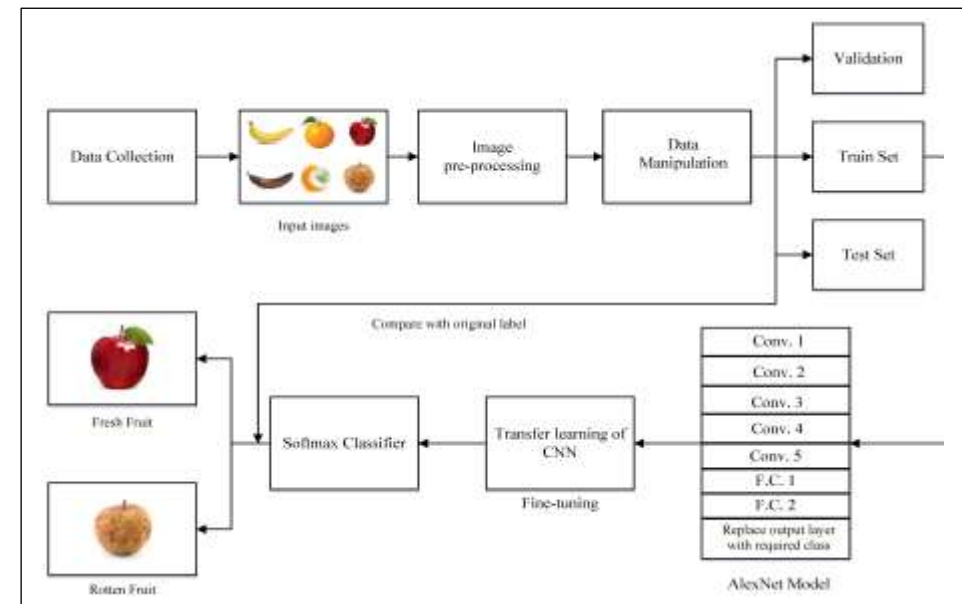 Validation
Data Collection
Image
pre-processing
Data
Manipulation
Train Set
Input images
Test Set
Compare with original label
Fresh Fruit
Softmax Classifier
Transfer learning of
CNN
Fine-tuning
Conv. 1
Conv. 2
Conv. 3
Conv. 4
Conv. 5
F.C. 1
F.C. 2
Replace output layer
with required class
AlexNet Model
Rotten Fruit